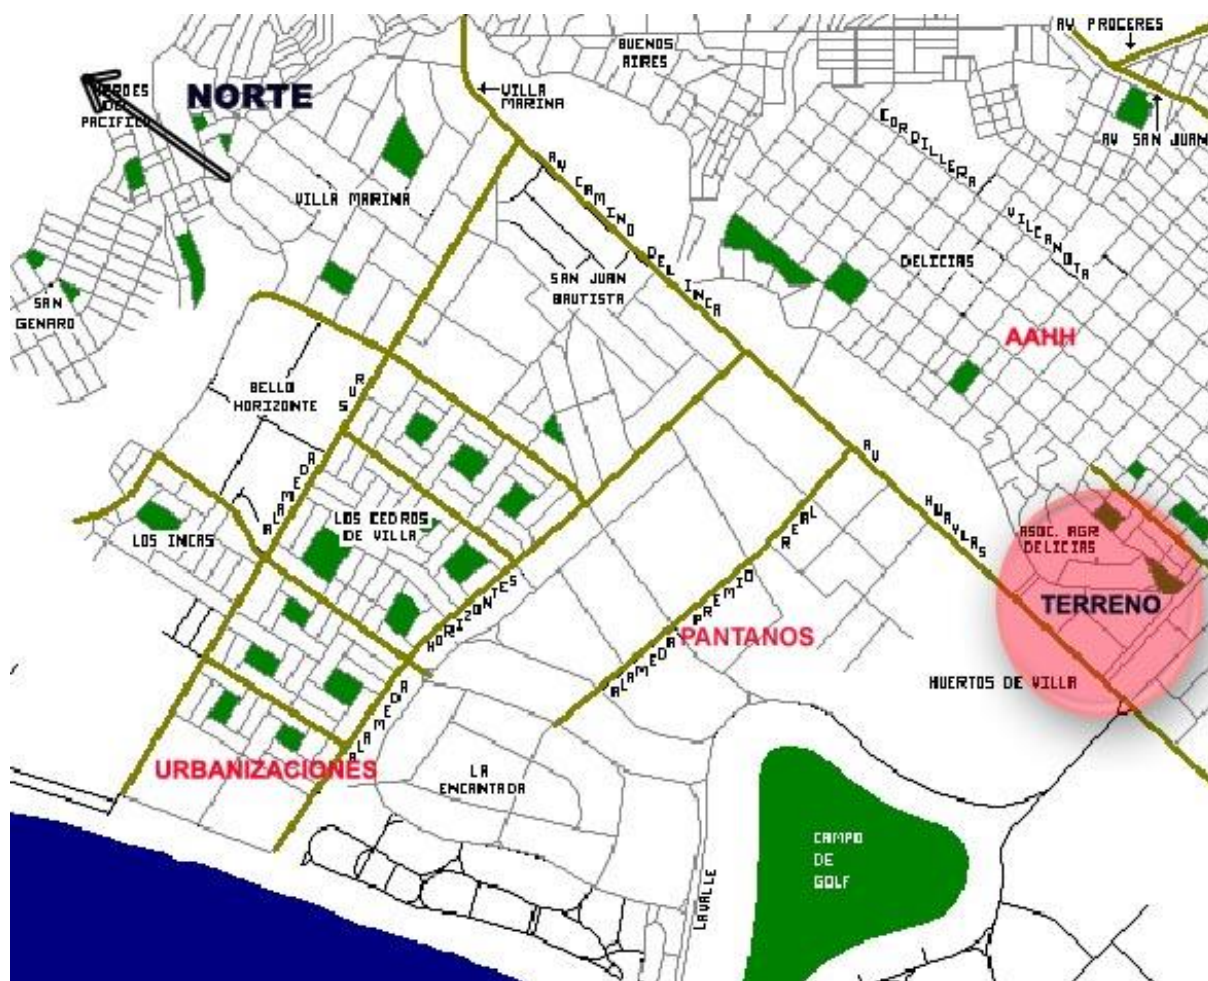 AV PROCERES
BUENOS
AIRES
NORTE
VERDES
DEL
PACIFICO
VILLA
MARINA
AV SAN JUAN
CORDILLERA
VILCANOTA
VILLA MARINA
AV CAMINO DEL INCA
DELICIAS
SAN JUAN
BAUTISTA
SAN
GENARO
AAHH
BELLO
HORIZONTE
ALAMEDA SUR
LOS CEDROS
DE VILLA
LOS INCAS
AV HUAYLAS
ASOC. AGR
DELICIAS
TERRENO
ALAMEDA PREMIO REAL
PANTANOS
ALAMEDA HORIZONTES
HUERTOS DE VILLA
URBANIZACIONES
LA
ENCANTADA
CAMPO
DE
GOLF
LAVALLE